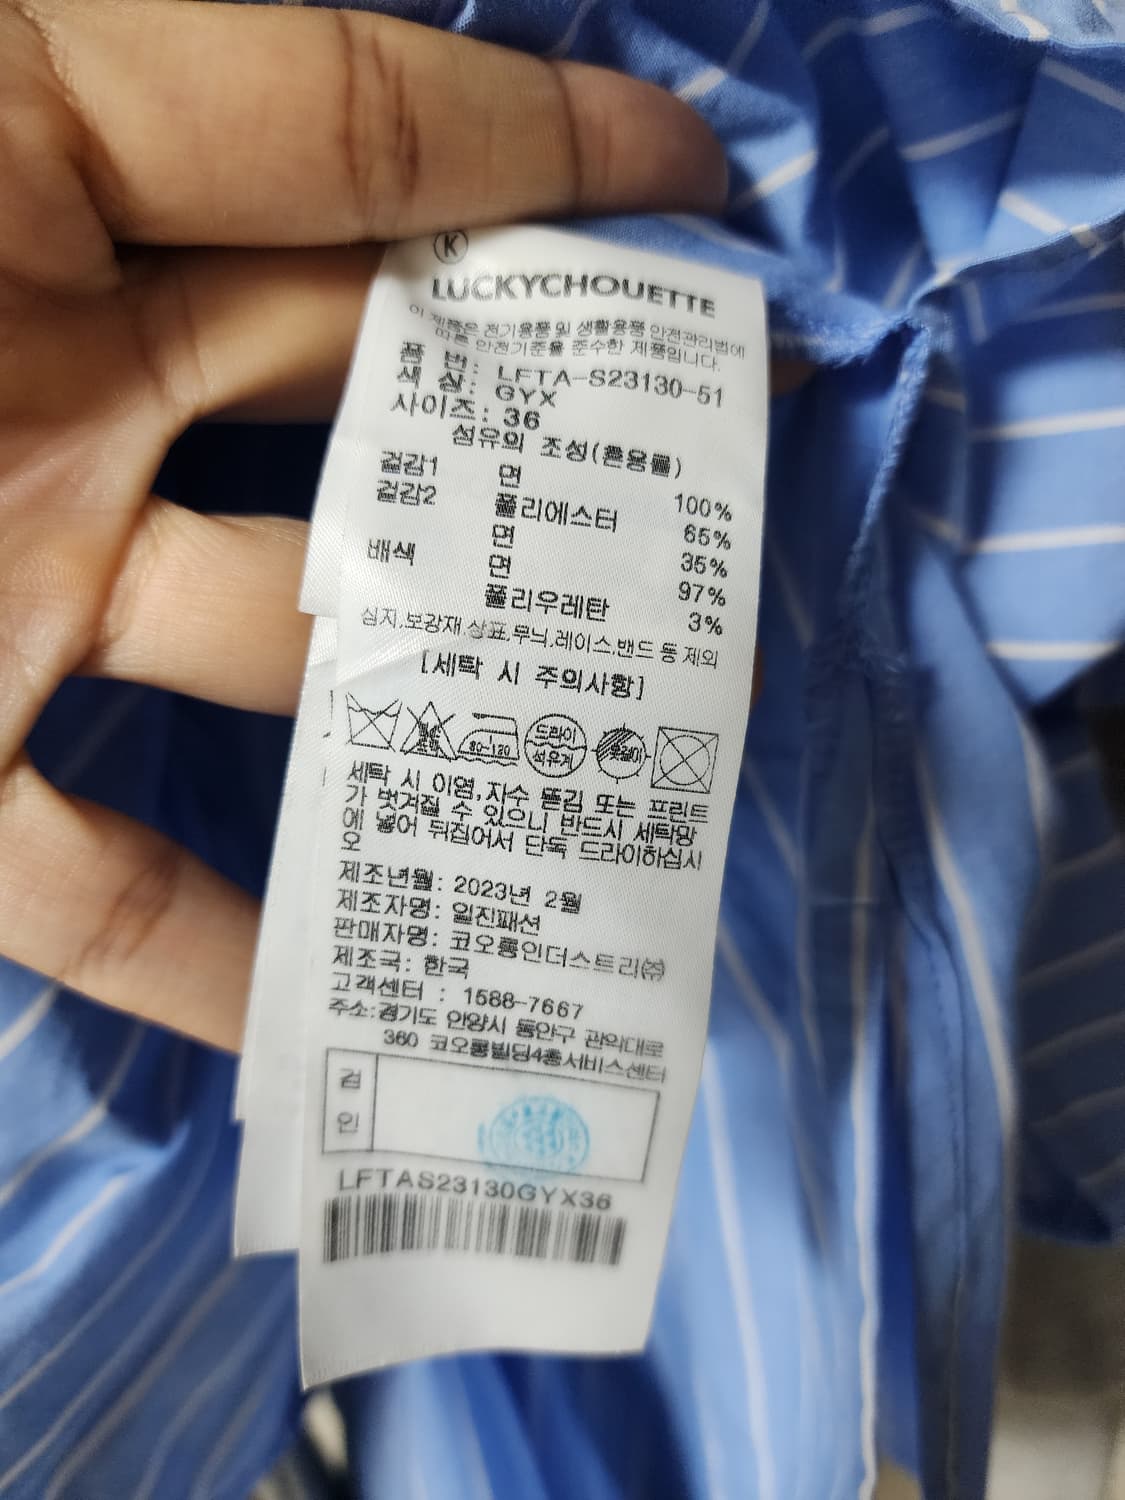 K
LUCKYCHOUETTE
이 제품은 전기용품 및 생활용품 안전관리법에
따른 안전기준을 준수한 제품입니다.
품 번: LFTA-S23130-51
색 상: GYX
사이즈: 36
섬유의 조성(혼용률)
겉감1 면 100%
겉감2 폴리에스터 65%
면 35%
배색 면 97%
폴리우레탄 3%
심지,보강재,상표,무늬,레이스,밴드 등 제외
[세탁 시 주의사항]
80~120 드라이 석유계 옷걸이
세탁 시 이염,자수 뜯김 또는 프린트
가 벗겨질 수 있으니 반드시 세탁망
에 넣어 뒤집어서 단독 드라이하십시
오
제조년월: 2023년 2월
제조자명: 일진패션
판매자명: 코오롱인더스트리㈜
제조국: 한국
고객센터 : 1588-7667
주소:경기도 안양시 동안구 관악대로
360 코오롱빌딩4층서비스센터
검
인
LFTAS23130GYX36